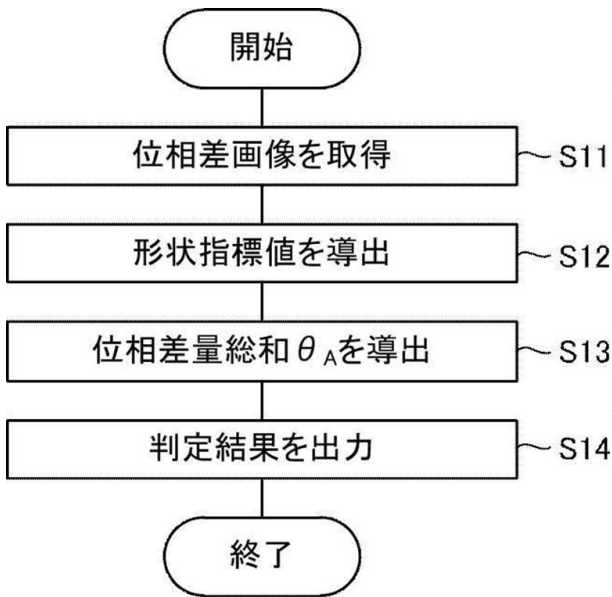 開始
位相差画像を取得 S11
形状指標値を導出 S12
位相差量総和θAを導出 S13
判定結果を出力 S14
終了